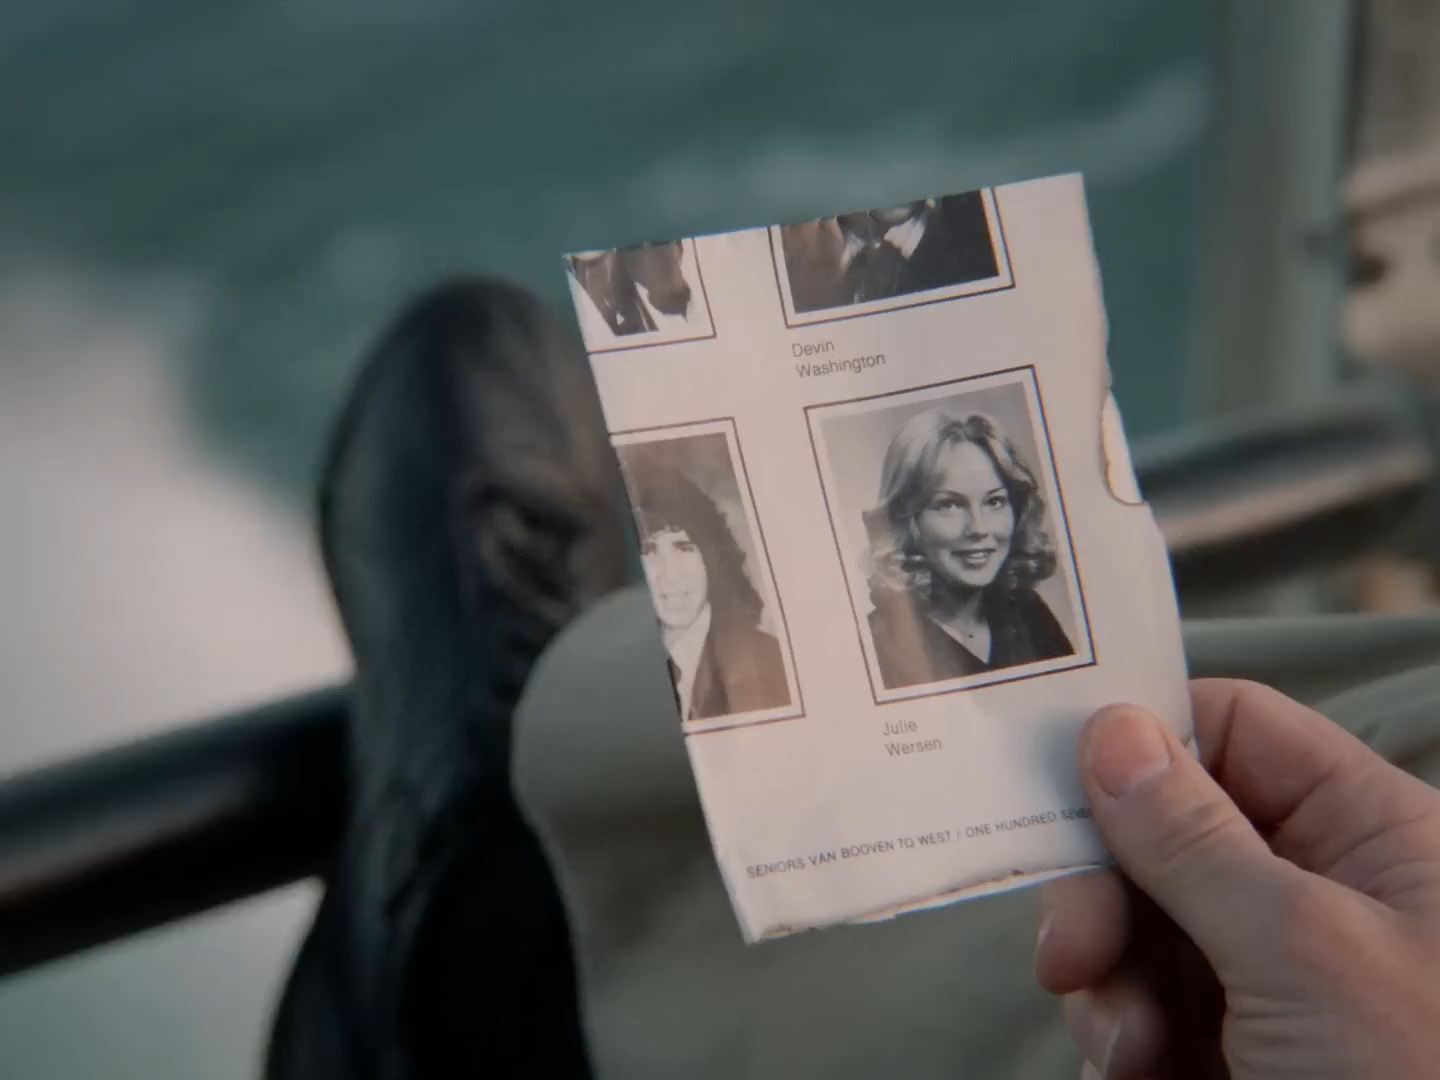 Devin
Washington
Julie
Wersen
SENIORS VAN BOOVEN TO WEST | ONE HUNDRED